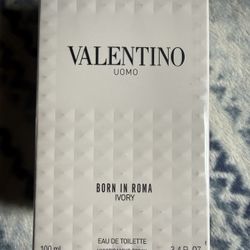 VALENTINO
UOMO
BORN IN ROMA
IVORY
EAU DE TOILETTE
100 ml
3.4 FL.OZ